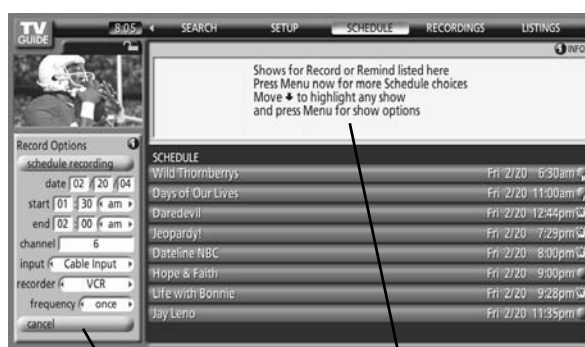 TV
GUIDE
8:05
SEARCH SETUP SCHEDULE RECORDINGS LISTINGS
INFO
Shows for Record or Remind listed here
Press Menu now for more Schedule choices
Move to highlight any show
and press Menu for show options
Record Options
schedule recording
date 02 / 20 / 04
start 01 : 30 am
end 02 : 00 am
channel 6
input Cable Input
recorder VCR
frequency once
cancel
SCHEDULE
Wild Thornberrys Fri 2/20 6:30am
Days of Our Lives Fri 2/20 11:00am
Daredevil Fri 2/20 12:44pm
Jeopardy! Fri 2/20 7:29pm
Dateline NBC Fri 2/20 8:00pm
Hope & Faith Fri 2/20 9:00pm
Life with Bonnie Fri 2/20 9:28pm
Jay Leno Fri 2/20 11:35pm